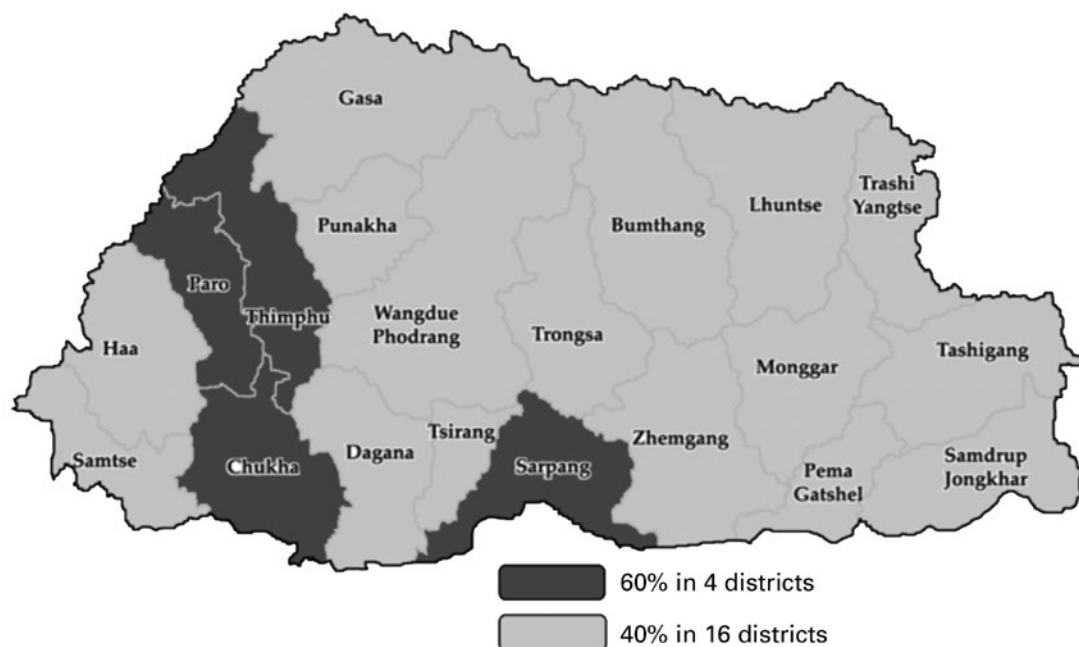 Gasa
Punakha
Bumthang
Lhuntse
Trashi
Yangtse
Paro
Thimphu
Wangdue
Phodrang
Trongsa
Haa
Monggar
Tashigang
Samtse
Chukha
Dagana
Tsirang
Sarpang
Zhemgang
Pema
Gatshel
Samdrup
Jongkhar
60% in 4 districts
40% in 16 districts